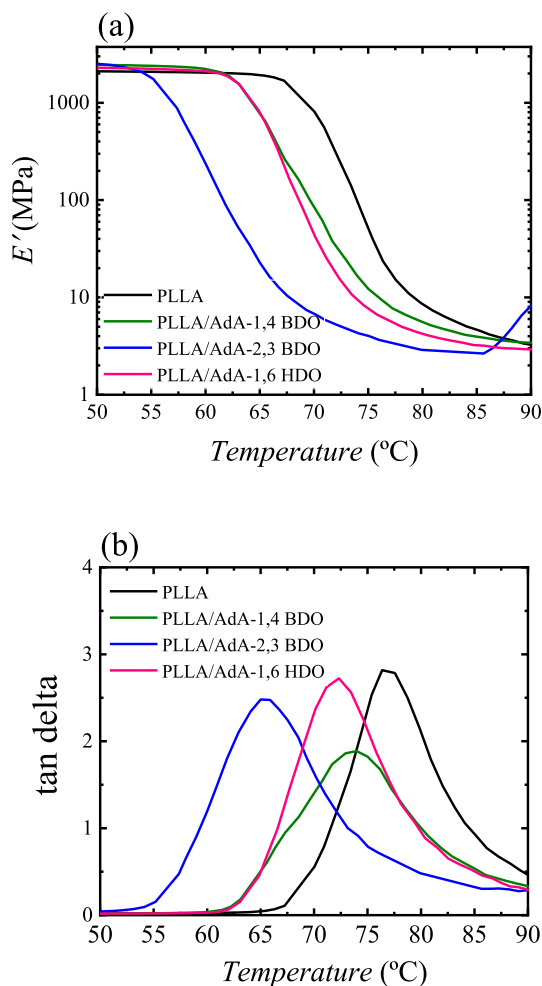 (a)
1000
100
10
1
E′(MPa)
PLLA
PLLA/AdA-1,4 BDO
PLLA/AdA-2,3 BDO
PLLA/AdA-1,6 HDO
50 55 60 65 70 75 80 85 90
Temperature (ºC)
(b)
4
3
2
1
0
tan delta
PLLA
PLLA/AdA-1,4 BDO
PLLA/AdA-2,3 BDO
PLLA/AdA-1,6 HDO
50 55 60 65 70 75 80 85 90
Temperature (ºC)